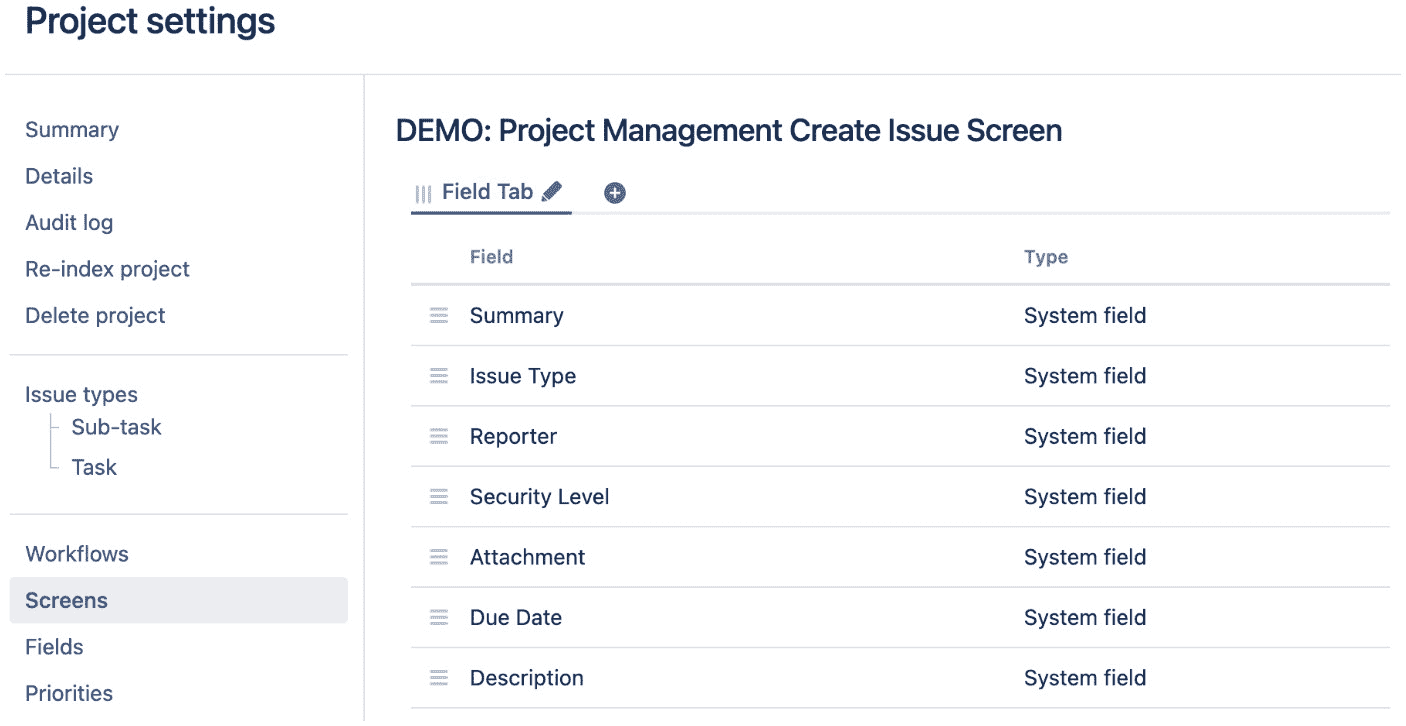 Project settings
Summary
Details
Audit log
Re-index project
Delete project
Issue types
Sub-task
Task
Workflows
Screens
Fields
Priorities
DEMO: Project Management Create Issue Screen
Field Tab
Field Type
Summary System field
Issue Type System field
Reporter System field
Security Level System field
Attachment System field
Due Date System field
Description System field